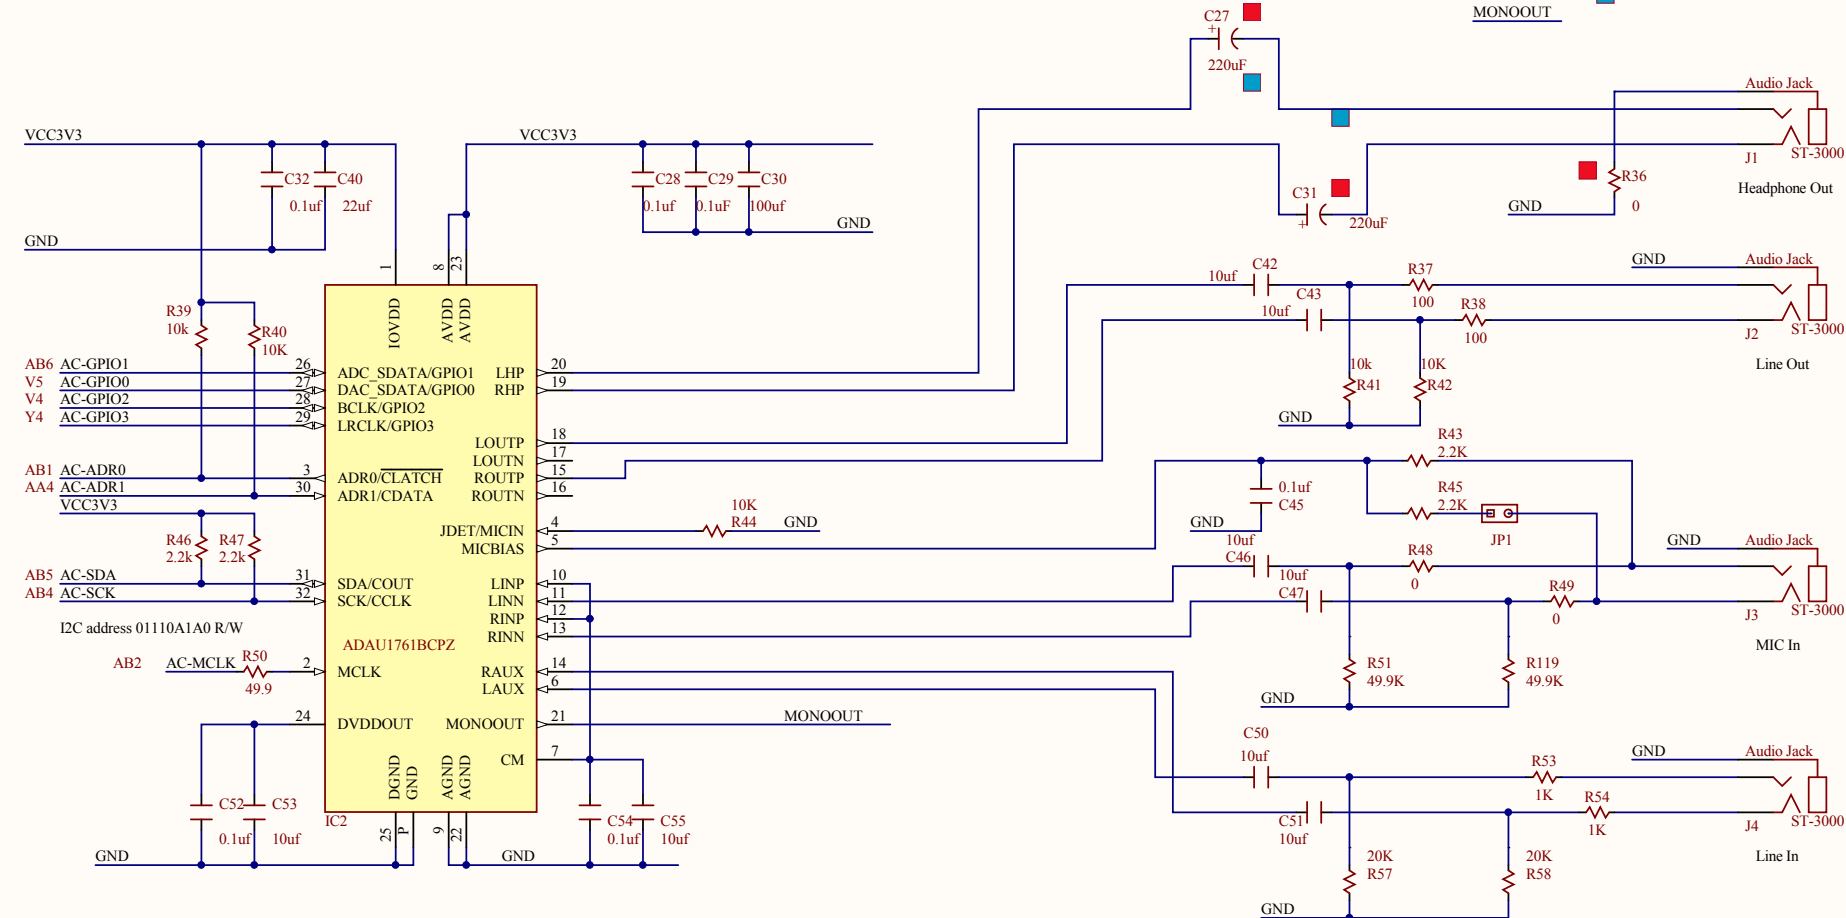 C27
+
220uF
MONOOUT
Audio Jack
J1
ST-3000
Headphone Out
R36
0
GND
C31
+
220uF
VCC3V3
C32
0.1uf
C40
22uf
GND
VCC3V3
C28
0.1uf
C29
0.1uF
C30
100uf
GND
1
8
23
IOVDD
AVDD
AVDD
R39
10k
R40
10K
AB6 AC-GPIO1 26 ADC_SDATA/GPIO1
V5 AC-GPIO0 27 DAC_SDATA/GPIO0
V4 AC-GPIO2 28 BCLK/GPIO2
Y4 AC-GPIO3 29 LRCLK/GPIO3
AB1 AC-ADR0 3 ADR0/CLATCH
AA4 AC-ADR1 30 ADR1/CDATA
VCC3V3
R46
2.2k
R47
2.2k
AB5 AC-SDA 31 SDA/COUT
AB4 AC-SCK 32 SCK/CCLK
I2C address 01110A1A0 R/W
ADAU1761BCPZ
AB2 AC-MCLK R50 2 MCLK
49.9
24 DVDDOUT
C52
0.1uf
C53
10uf
GND
IC2
DGND
GND
AGND
AGND
25
P
9
22
GND
LHP 20
RHP 19
LOUTP 18
LOUTN 17
ROUTP 15
ROUTN 16
JDET/MICIN 4
MICBIAS 5
LINP 10
LINN 11
RINP 12
RINN 13
RAUX 14
LAUX 6
MONOOUT 21 MONOOUT
CM 7
10K
R44
GND
C54
0.1uf
C55
10uf
C42
10uf
C43
10uf
R37
100
R38
100
10k
R41
10K
R42
GND
GND
Audio Jack
J2
ST-3000
Line Out
R43
2.2K
R45
2.2K
JP1
0.1uf
C45
GND
10uf
C46
10uf
C47
R48
0
R49
0
R51
49.9K
R119
49.9K
GND
GND
Audio Jack
J3
ST-3000
MIC In
C50
10uf
C51
10uf
R53
1K
R54
1K
20K
R57
20K
R58
GND
GND
Audio Jack
J4
ST-3000
Line In